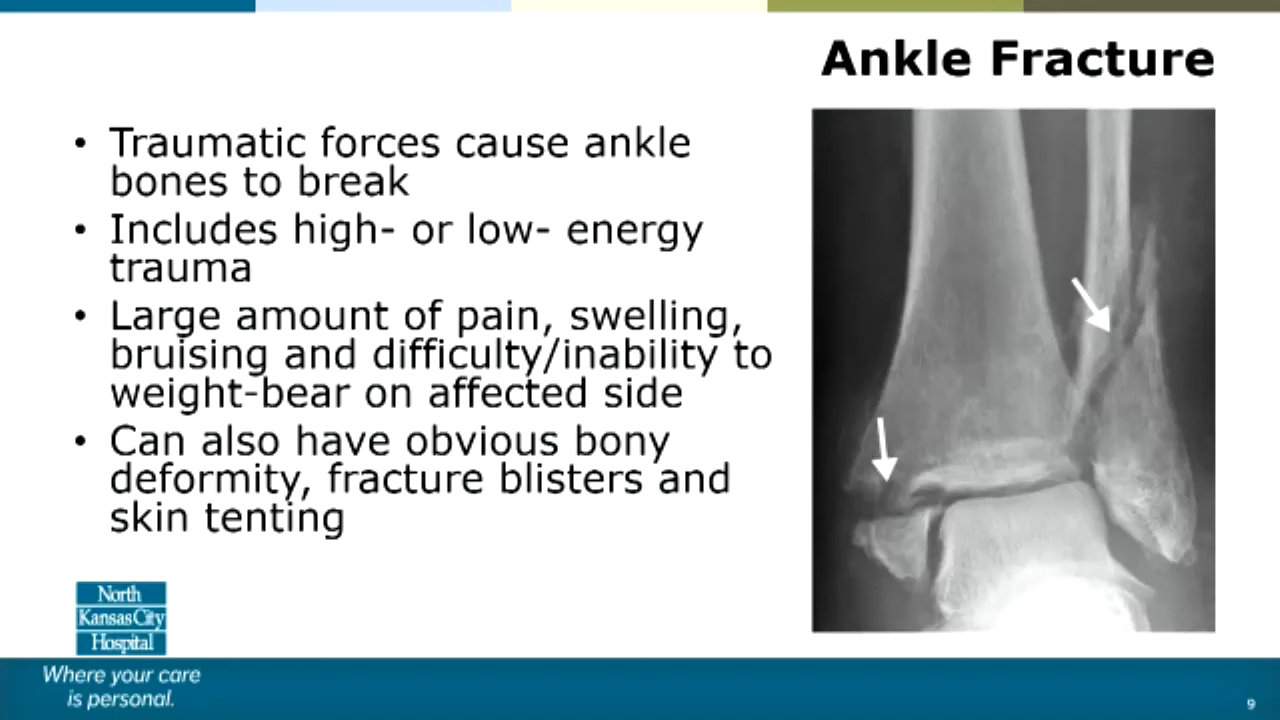 Ankle Fracture
• Traumatic forces cause ankle
bones to break
• Includes high- or low- energy
trauma
• Large amount of pain, swelling,
bruising and difficulty/inability to
weight-bear on affected side
• Can also have obvious bony
deformity, fracture blisters and
skin tenting
North
KansasCity
Hospital
Where your care
is personal.
9